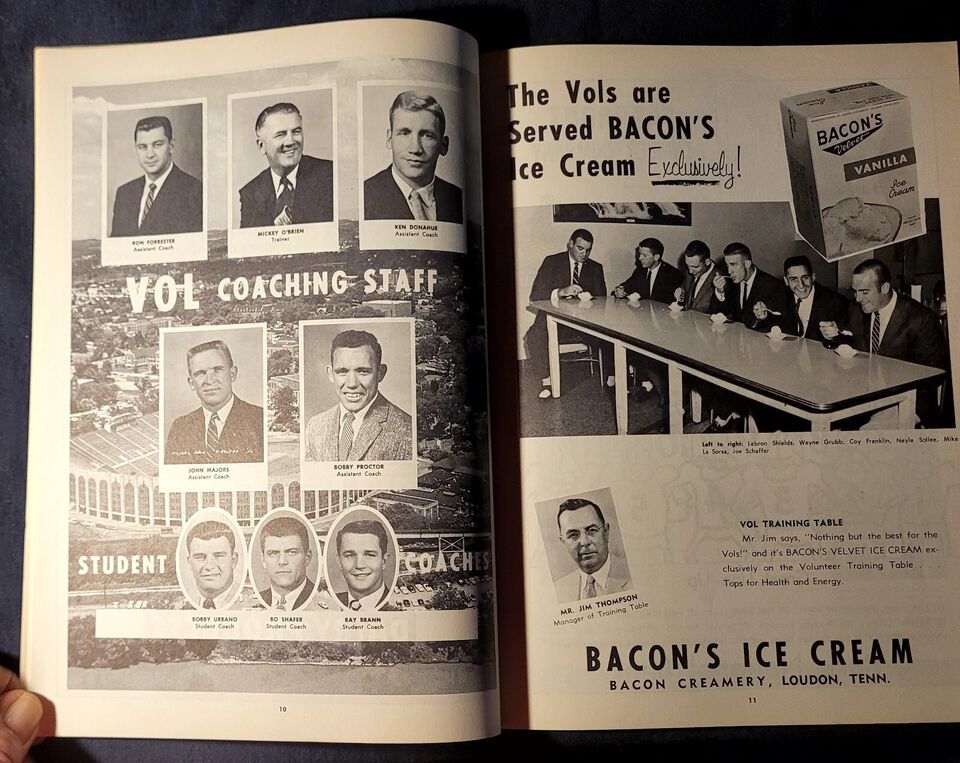 RON FORRESTER
Assistant Coach
MICKEY O'BRIEN
Trainer
KEN DONAHUE
Assistant Coach
VOL COACHING STAFF
JOHN MAJORS
Assistant Coach
BOBBY PROCTOR
Assistant Coach
STUDENT COACHES
BOBBY URBANO
Student Coach
BO SHAFER
Student Coach
RAY BRANN
Student Coach
10
The Vols are
Served BACON'S
Ice Cream Exclusively!
BACON'S
Velvet
VANILLA
Ice
Cream
Left to right: Lebron Shields, Wayne Grubb, Coy Franklin, Neyle Sollee, Mike
La Sorsa, Joe Schaffer
MR. JIM THOMPSON
Manager of Training Table
VOL TRAINING TABLE
Mr. Jim says, "Nothing but the best for the
Vols!" and it's BACON'S VELVET ICE CREAM ex-
clusively on the Volunteer Training Table . . .
Tops for Health and Energy.
BACON'S ICE CREAM
BACON CREAMERY, LOUDON, TENN.
11